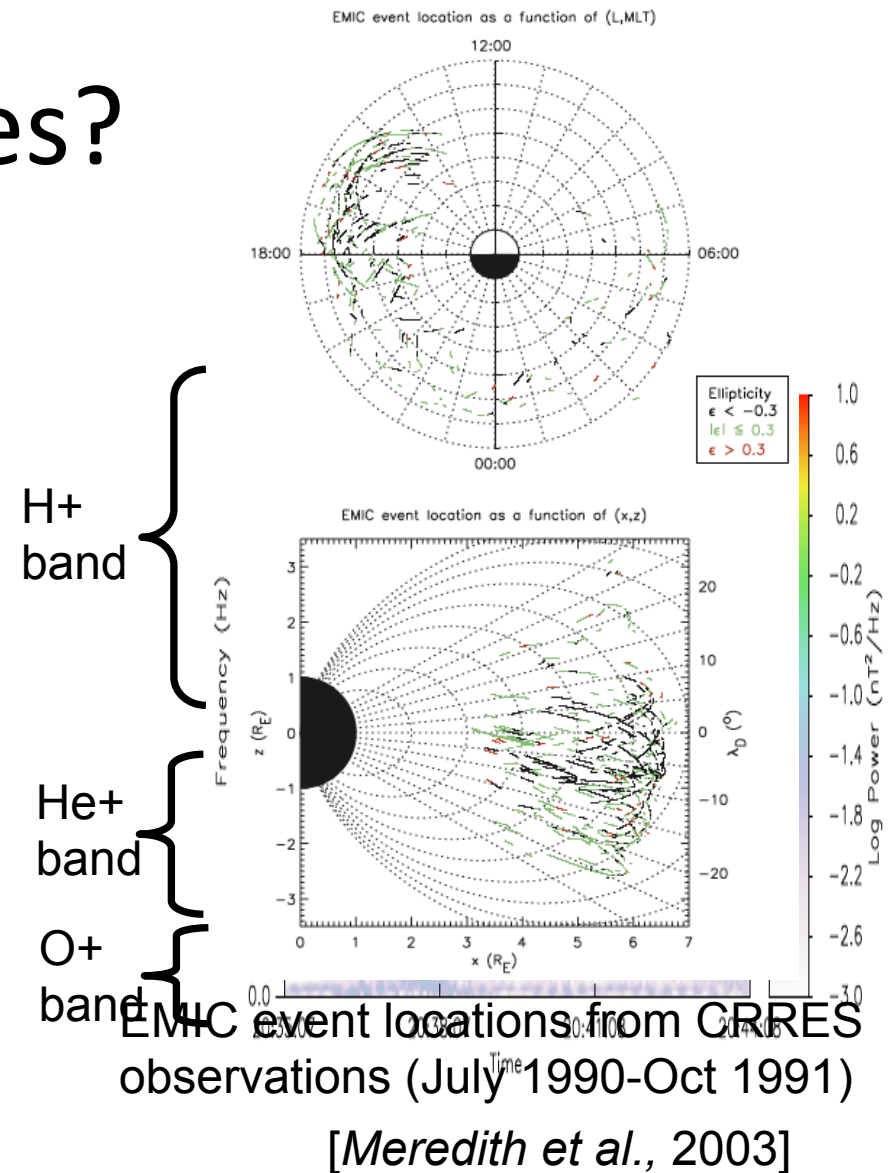 es?
EMIC event location as a function of (L,MLT)
12:00
18:00
06:00
00:00
Ellipticity
ϵ < −0.3
|ϵ| ≤ 0.3
ϵ > 0.3
H+
band
He+
band
O+
band
EMIC event location as a function of (x,z)
Frequency (Hz)
z (R_E)
3
2
1
0
−1
−2
−3
0 1 2 3 4 5 6 7
x (R_E)
20
10
0
−10
−20
λ_D (°)
1.0
0.6
0.2
−0.2
−0.6
−1.0
−1.4
−1.8
−2.2
−2.6
−3.0
Log Power (nT²/Hz)
0.0
Time
EMIC event locations from CRRES
observations (July 1990-Oct 1991)
[Meredith et al., 2003]